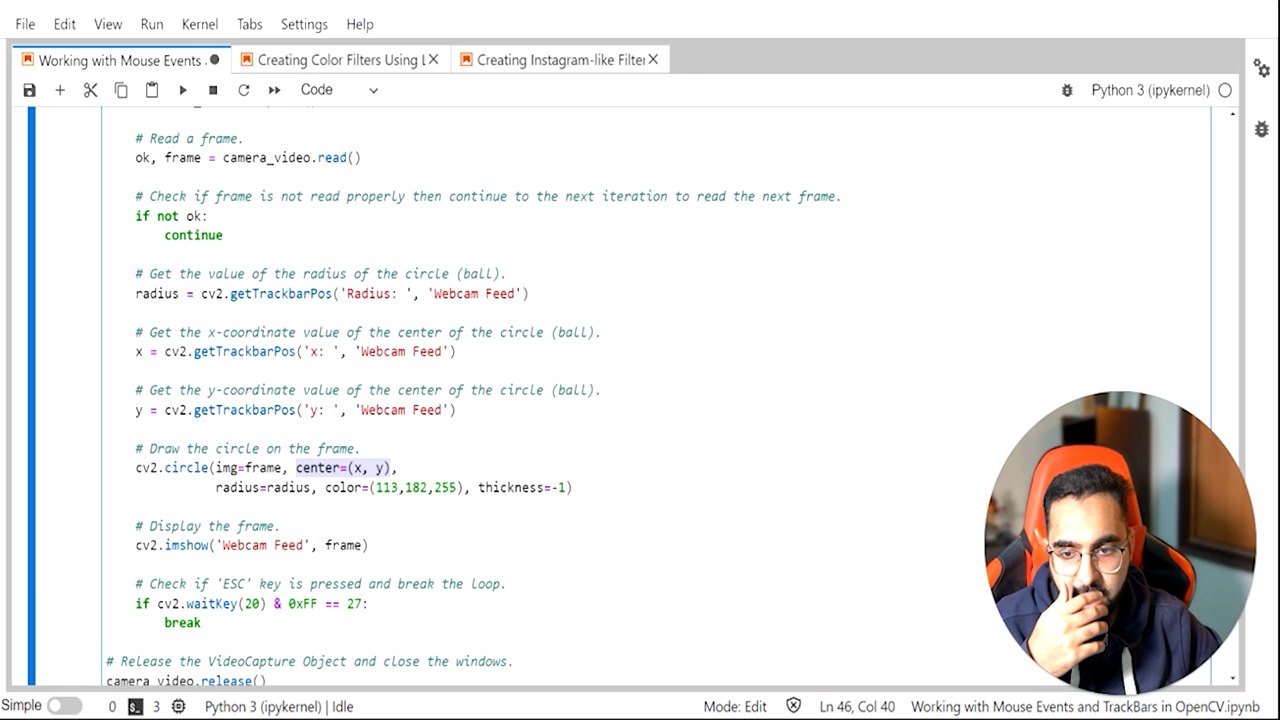 File Edit View Run Kernel Tabs Settings Help
Working with Mouse Events . Creating Color Filters Using L Creating Instagram-like Filter
Code Python 3 (ipykernel)
# Read a frame.
ok, frame = camera_video.read()
# Check if frame is not read properly then continue to the next iteration to read the next frame.
if not ok:
continue
# Get the value of the radius of the circle (ball).
radius = cv2.getTrackbarPos('Radius: ', 'Webcam Feed')
# Get the x-coordinate value of the center of the circle (ball).
x = cv2.getTrackbarPos('x: ', 'Webcam Feed')
# Get the y-coordinate value of the center of the circle (ball).
y = cv2.getTrackbarPos('y: ', 'Webcam Feed')
# Draw the circle on the frame.
cv2.circle(img=frame, center=(x, y),
radius=radius, color=(113,182,255), thickness=-1)
# Display the frame.
cv2.imshow('Webcam Feed', frame)
# Check if 'ESC' key is pressed and break the loop.
if cv2.waitKey(20) & 0xFF == 27:
break
# Release the VideoCapture Object and close the windows.
camera_video.release()
Simple 0 3 Python 3 (ipykernel) | Idle Mode: Edit Ln 46, Col 40 Working with Mouse Events and TrackBars in OpenCV.ipynb